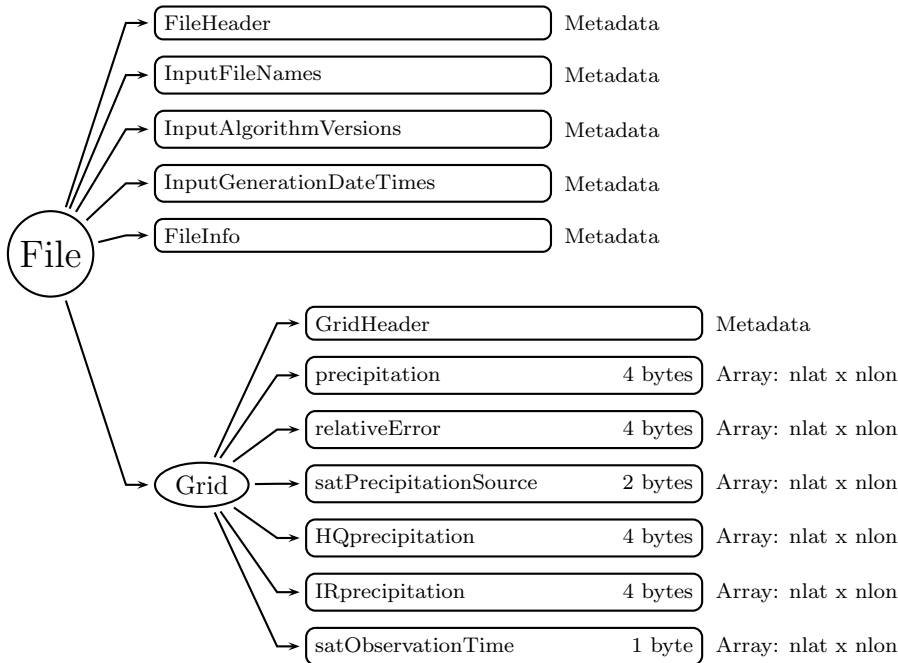 FileHeader Metadata
InputFileNames Metadata
InputAlgorithmVersions Metadata
InputGenerationDateTimes Metadata
FileInfo Metadata
File
GridHeader Metadata
precipitation 4 bytes Array: nlat x nlon
relativeError 4 bytes Array: nlat x nlon
Grid
satPrecipitationSource 2 bytes Array: nlat x nlon
HQprecipitation 4 bytes Array: nlat x nlon
IRprecipitation 4 bytes Array: nlat x nlon
satObservationTime 1 byte Array: nlat x nlon